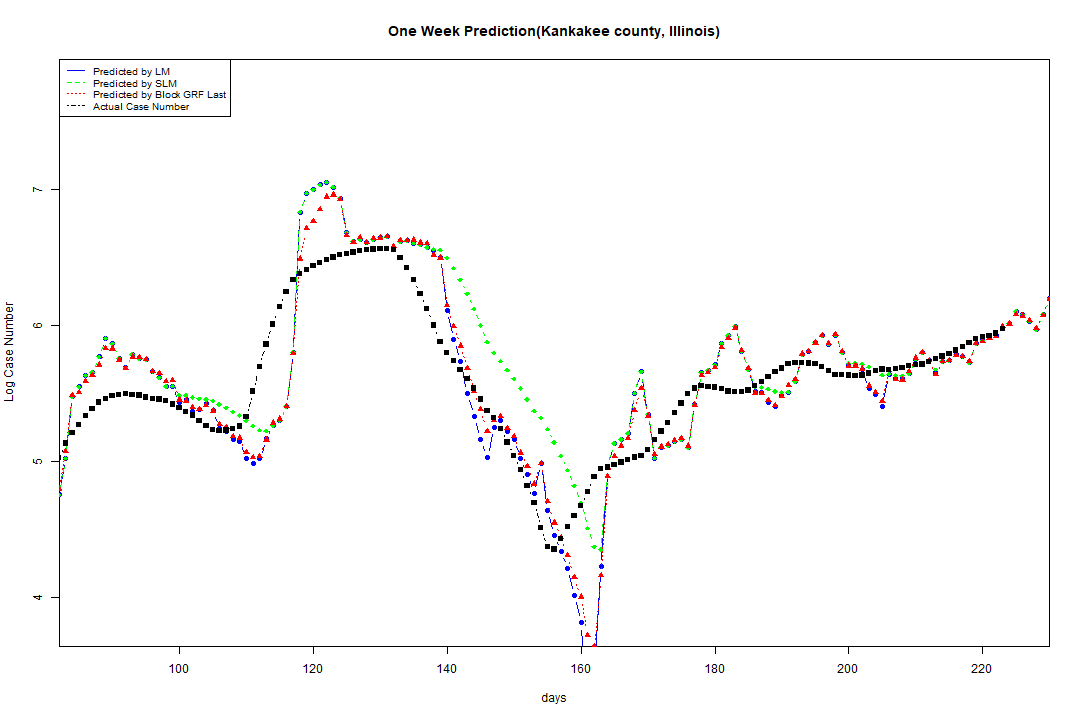 One Week Prediction(Kankakee county, Illinois)
Predicted by LM
Predicted by SLM
Predicted by Block GRF Last
Actual Case Number
Log Case Number
7
6
5
4
100 120 140 160 180 200 220
days